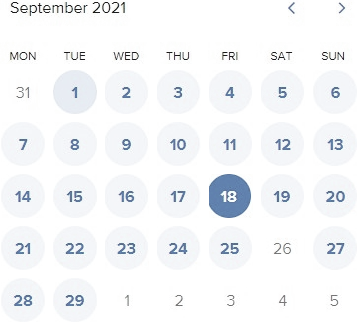 September 2021
MON TUE WED THU FRI SAT SUN
31 1 2 3 4 5 6
7 8 9 10 11 12 13
14 15 16 17 18 19 20
21 22 23 24 25 26 27
28 29 1 2 3 4 5